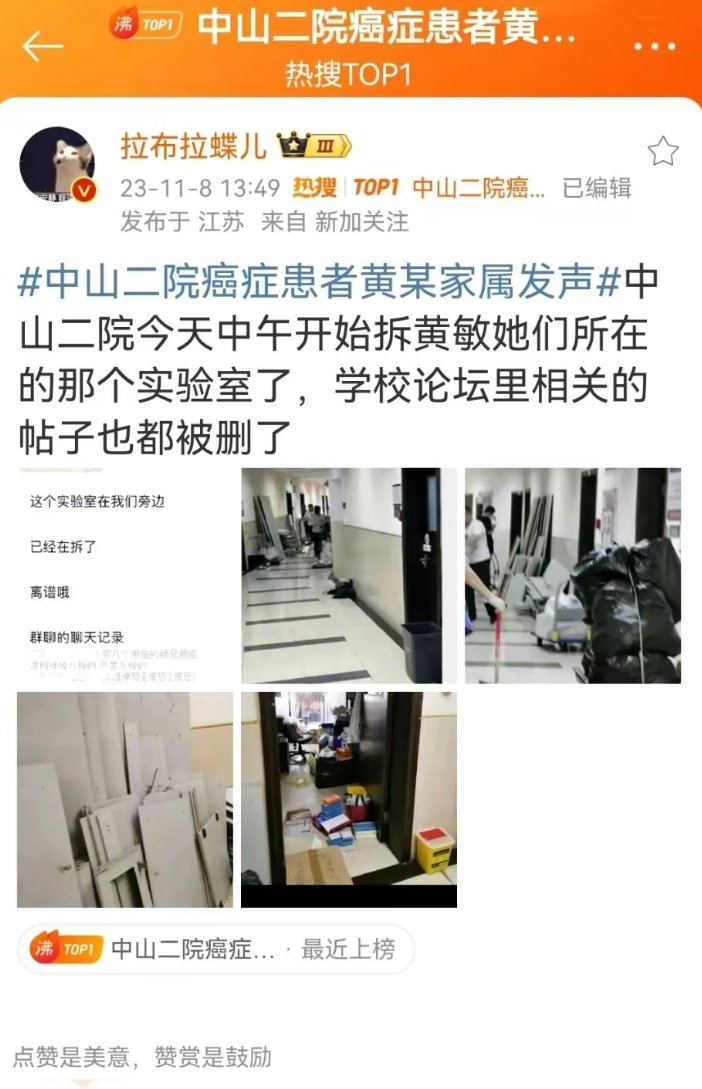 沸 TOP1 中山二院癌症患者黄...
热搜TOP1
拉布拉蝶儿 III
23-11-8 13:49 热搜 TOP1 中山二院癌... 已编辑
发布于 江苏 来自 新加关注
#中山二院癌症患者黄某家属发声#中
山二院今天中午开始拆黄敏她们所在
的那个实验室了，学校论坛里相关的
帖子也都被删了
这个实验室在我们旁边
已经在拆了
离谱哦
群聊的聊天记录
沸 TOP1 中山二院癌症... · 最近上榜
点赞是美意，赞赏是鼓励